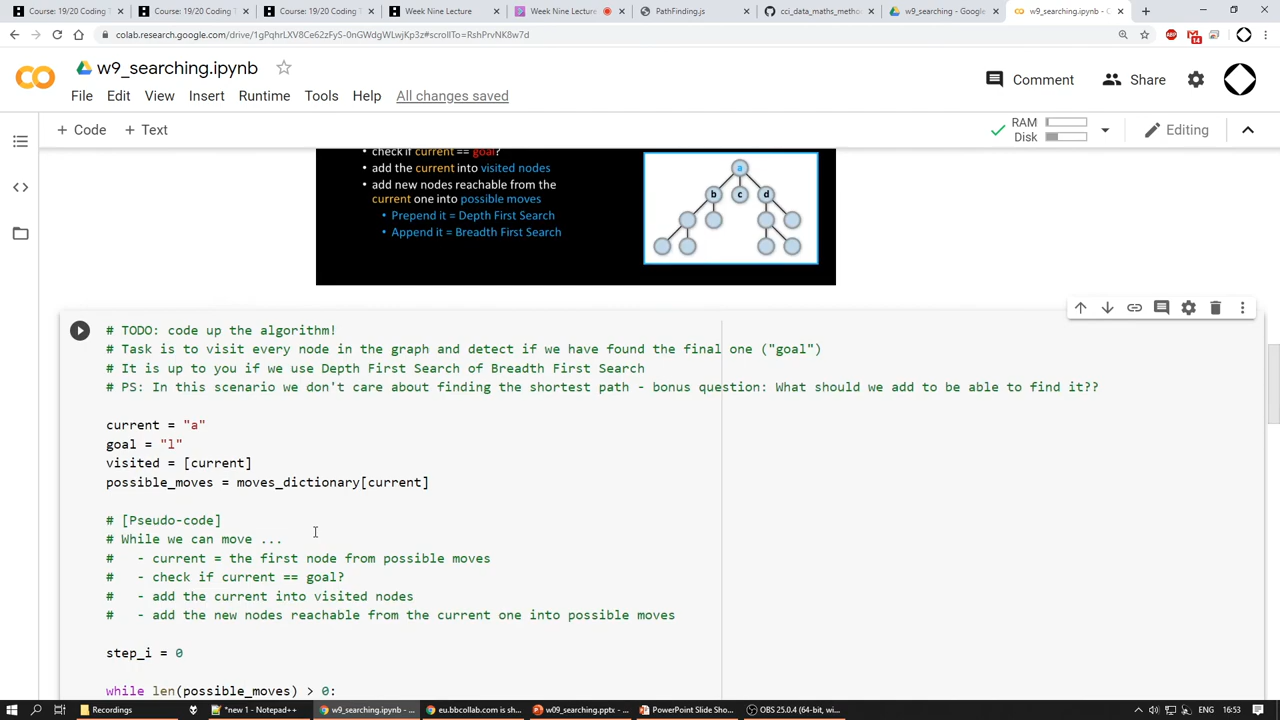 Course: 19/20 Coding T
Course: 19/20 Coding T
Course: 19/20 Coding T
Week Nine Lecture
Week Nine Lecture
PathFinding.js
cci_data_maths_metho
w9_searching - Google
w9_searching.ipynb - C
colab.research.google.com/drive/1gPqhrLXV8Ce62zFyS-0nGWdgWLwjKp3z#scrollTo=RshPrvNK8w7d
w9_searching.ipynb
Comment
Share
File Edit View Insert Runtime Tools Help All changes saved
+ Code + Text
RAM
Disk
Editing
check if current == goal?
add the current into visited nodes
add new nodes reachable from the
current one into possible moves
Prepend it = Depth First Search
Append it = Breadth First Search
a
b c d
# TODO: code up the algorithm!
# Task is to visit every node in the graph and detect if we have found the final one ("goal")
# It is up to you if we use Depth First Search of Breadth First Search
# PS: In this scenario we don't care about finding the shortest path - bonus question: What should we add to be able to find it??
current = "a"
goal = "l"
visited = [current]
possible_moves = moves_dictionary[current]
# [Pseudo-code]
# While we can move ...
#   - current = the first node from possible moves
#   - check if current == goal?
#   - add the current into visited nodes
#   - add the new nodes reachable from the current one into possible moves
step_i = 0
while len(possible_moves) > 0:
Recordings
*new 1 - Notepad++
w9_searching.ipynb - ...
eu.bbcollab.com is sh...
w09_searching.pptx - ...
PowerPoint Slide Sho...
OBS 25.0.4 (64-bit, w...
ENG
16:53